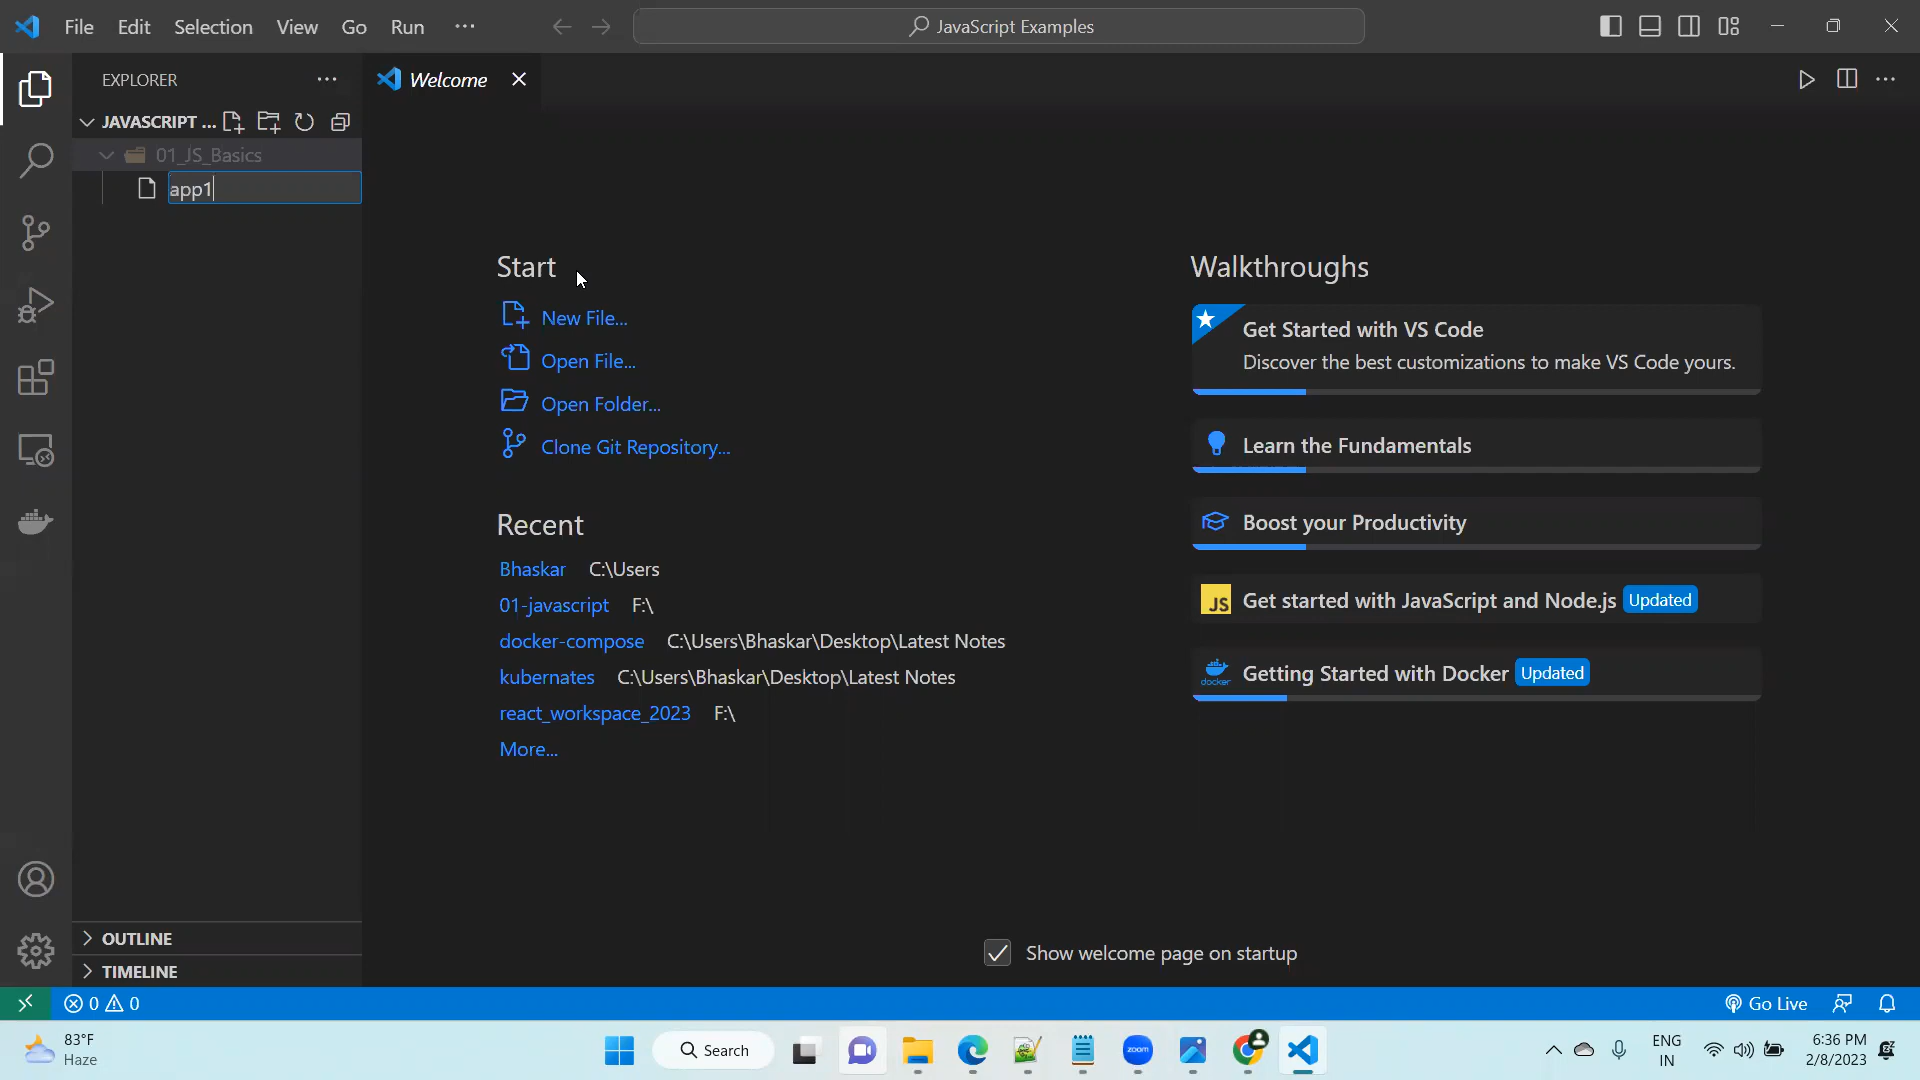 File Edit Selection View Go Run ···
JavaScript Examples
EXPLORER
Welcome
JAVASCRIPT ...
01_JS_Basics
app1
Start
New File...
Open File...
Open Folder...
Clone Git Repository...
Recent
Bhaskar C:\Users
01-javascript F:\
docker-compose C:\Users\Bhaskar\Desktop\Latest Notes
kubernates C:\Users\Bhaskar\Desktop\Latest Notes
react_workspace_2023 F:\
More...
Walkthroughs
Get Started with VS Code
Discover the best customizations to make VS Code yours.
Learn the Fundamentals
Boost your Productivity
JS Get started with JavaScript and Node.js Updated
docker Getting Started with Docker Updated
Show welcome page on startup
OUTLINE
TIMELINE
0 0
Go Live
83°F
Haze
Search
zoom
ENG
IN
6:36 PM
2/8/2023